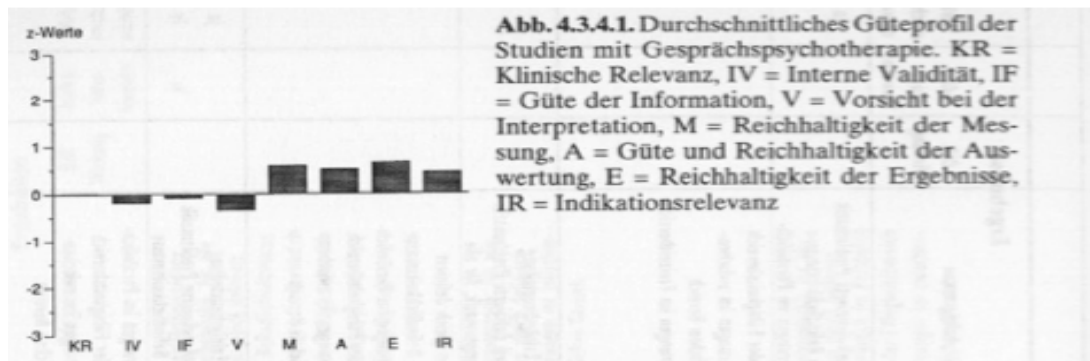 z-Werte
3
2
1
0
-1
-2
-3
KR IV IF V M A E IR
Abb. 4.3.4.1. Durchschnittliches Güteprofil der
Studien mit Gesprächspsychotherapie. KR =
Klinische Relevanz, IV = Interne Validität, IF
= Güte der Information, V = Vorsicht bei der
Interpretation, M = Reichhaltigkeit der Mes-
sung, A = Güte und Reichhaltigkeit der Aus-
wertung, E = Reichhaltigkeit der Ergebnisse,
IR = Indikationsrelevanz